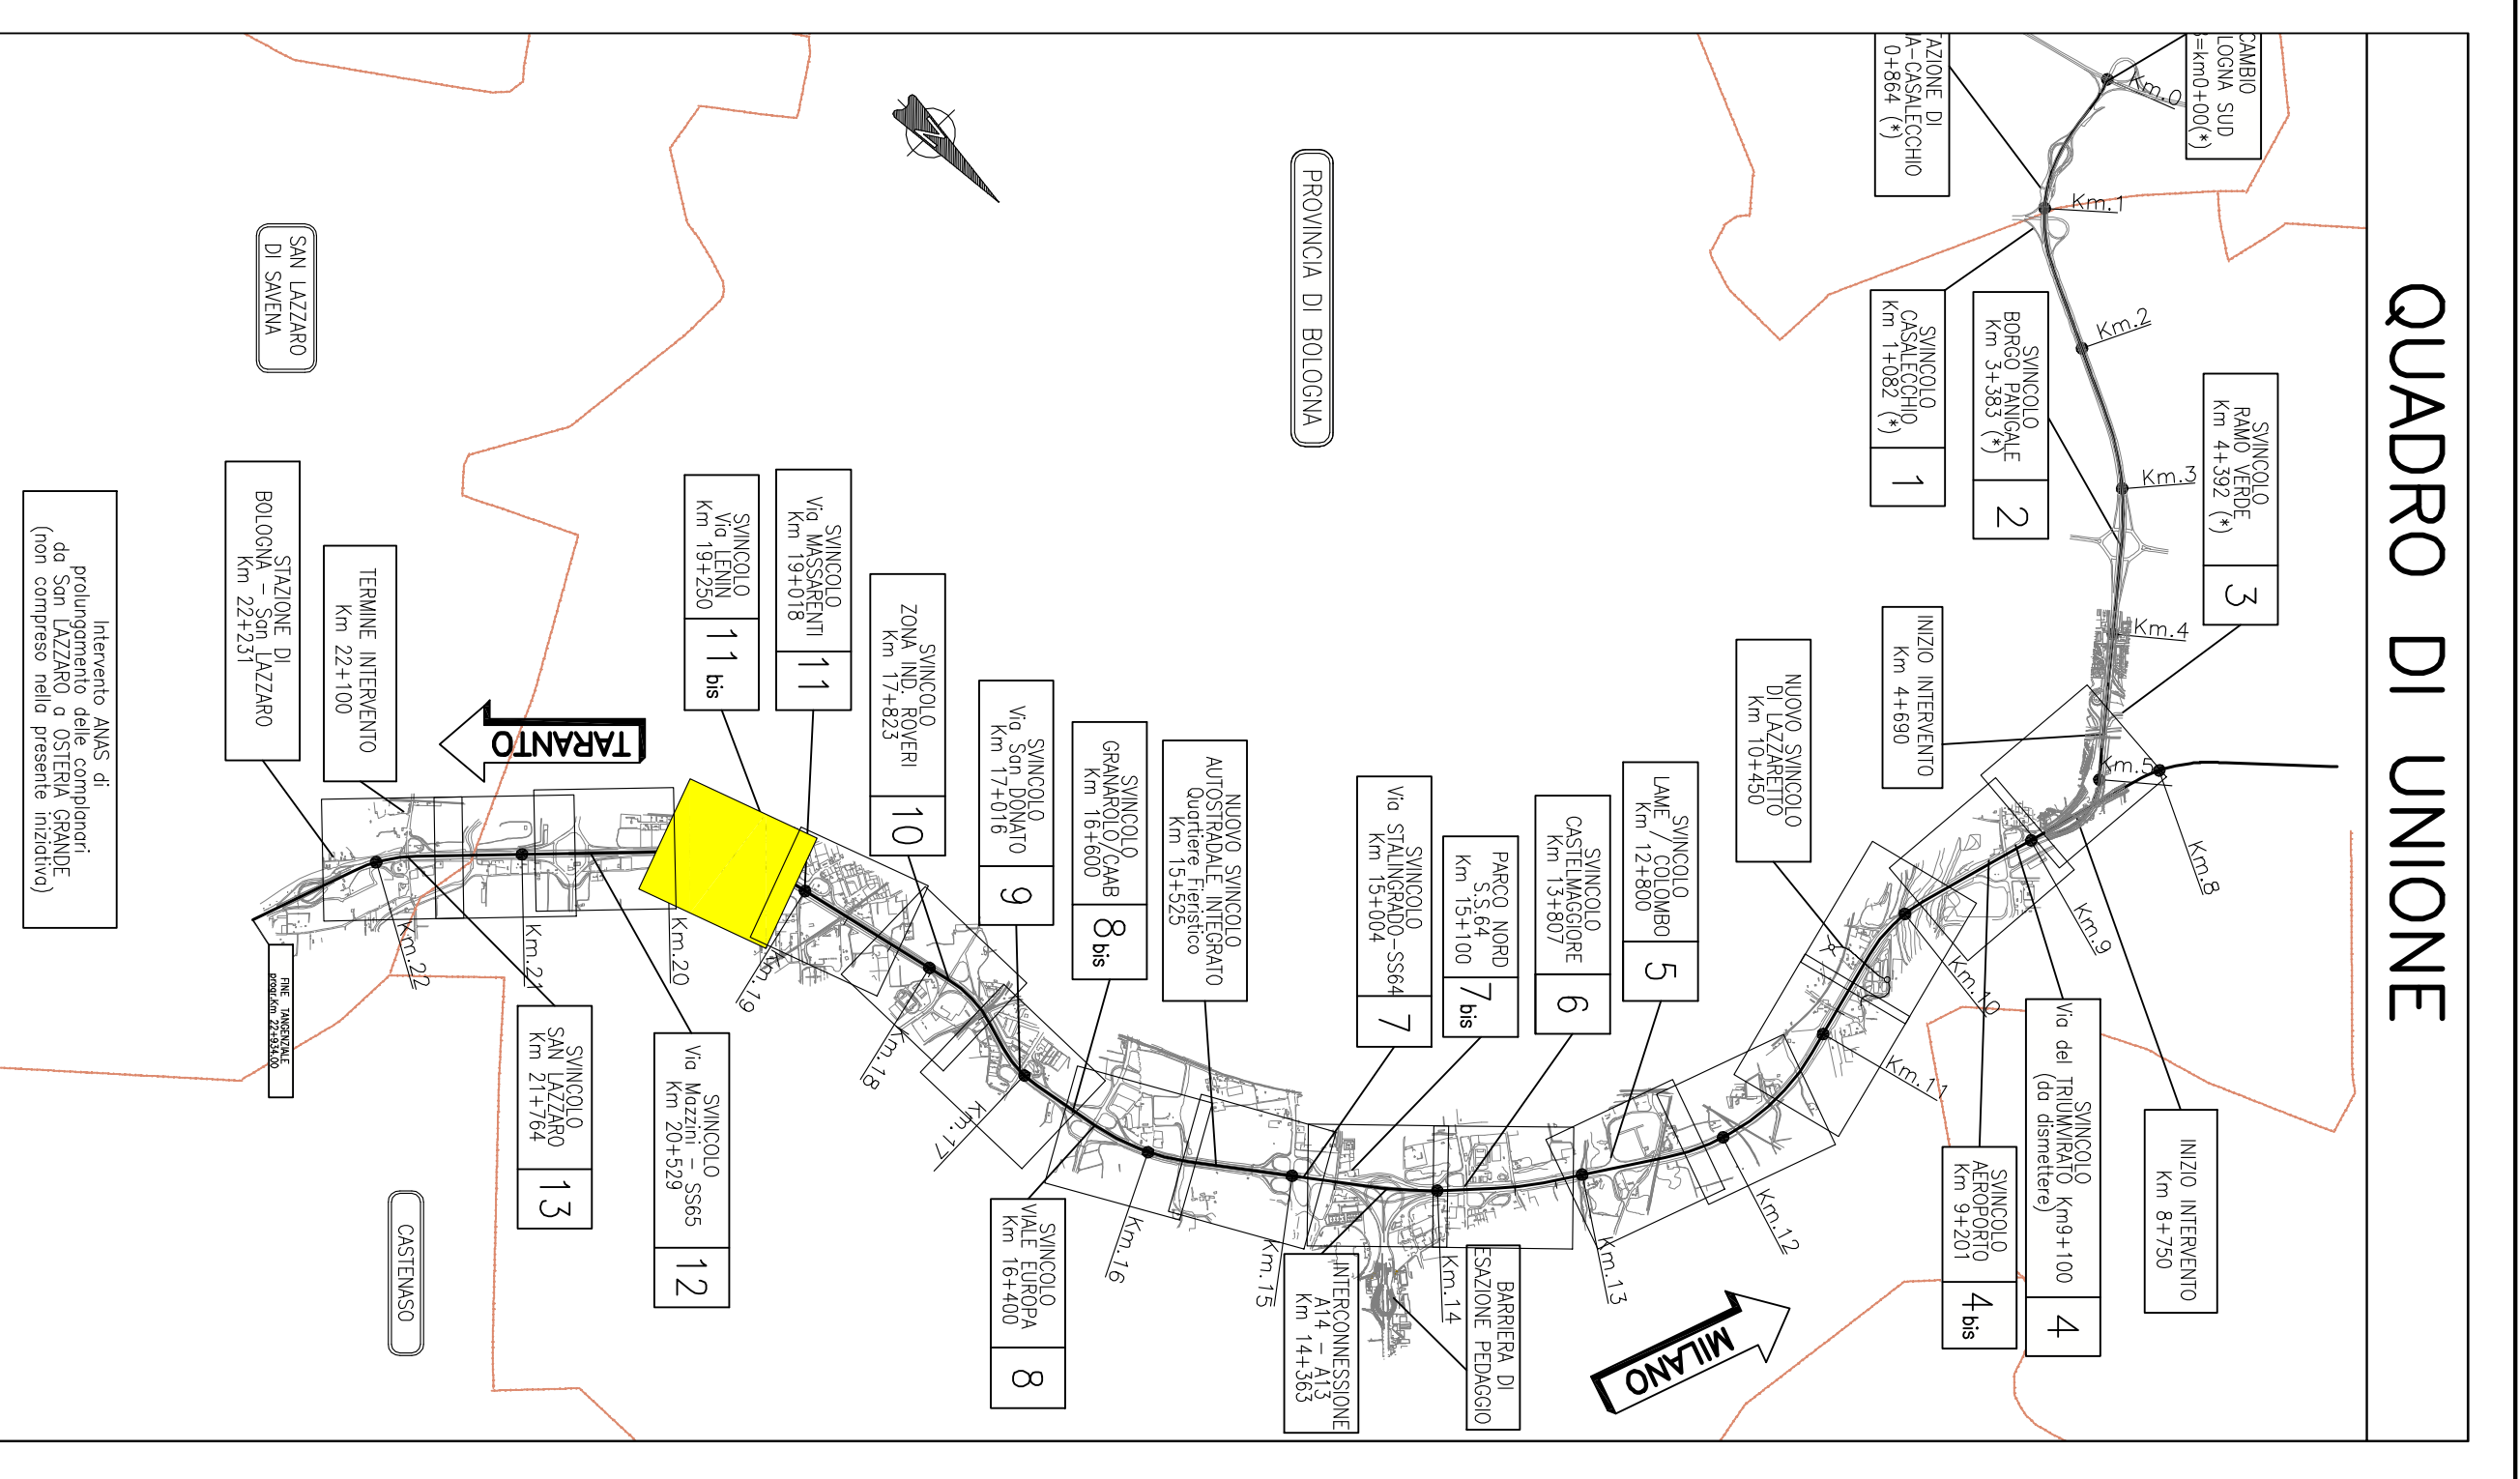 QUADRO DI UNIONE
CAMBIO
LOGNA SUD
=km0+00(*)
AZIONE DI
A-CASALECCHIO
0+864 (*)
Km.0
Km.1
Km.2
Km.3
Km.4
Km.5
Km.8
Km.9
Km.10
Km.11
Km.12
Km.13
Km.14
Km.15
Km.16
Km.17
Km.18
Km.19
Km.20
Km.21
Km.22
SVINCOLO
CASALECCHIO
Km 1+082 (*)
1
SVINCOLO
BORGO PANIGALE
Km 3+383 (*)
2
SVINCOLO
RAMO VERDE
Km 4+392 (*)
3
INIZIO INTERVENTO
Km 4+690
INIZIO INTERVENTO
Km 8+750
SVINCOLO
Via del TRIUMVIRATO Km9+100
(da dismettere)
4
SVINCOLO
AEROPORTO
Km 9+201
4 bis
NUOVO SVINCOLO
DI LAZZARETTO
Km 10+450
SVINCOLO
LAME / COLOMBO
Km 12+800
5
SVINCOLO
CASTELMAGGIORE
Km 13+807
6
BARRIERA DI
ESAZIONE PEDAGGIO
INTERCONNESSIONE
A14 - A13
Km 14+363
PARCO NORD
S.S.64
Km 15+100
7 bis
SVINCOLO
Via STALINGRADO-SS64
Km 15+004
7
NUOVO SVINCOLO
AUTOSTRADALE INTEGRATO
Quartiere Fieristico
Km 15+525
SVINCOLO
VIALE EUROPA
Km 16+400
8
SVINCOLO
GRANAROLO/CAAB
Km 16+600
8 bis
SVINCOLO
Via San DONATO
Km 17+016
9
SVINCOLO
ZONA IND. ROVERI
Km 17+823
10
SVINCOLO
Via MASSARENTI
Km 19+018
11
SVINCOLO
Via LENIN
Km 19+250
11 bis
SVINCOLO
Via Mazzini - SS65
Km 20+529
12
SVINCOLO
SAN LAZZARO
Km 21+764
13
TERMINE INTERVENTO
Km 22+100
STAZIONE DI
BOLOGNA - San LAZZARO
Km 22+231
FINE TANGENZIALE
progr.Km 22+934.00
Intervento ANAS di
prolungamento delle complanari
da San LAZZARO a OSTERIA GRANDE
(non compreso nella presente iniziativa)
PROVINCIA DI BOLOGNA
SAN LAZZARO
DI SAVENA
CASTENASO
TARANTO
MILANO